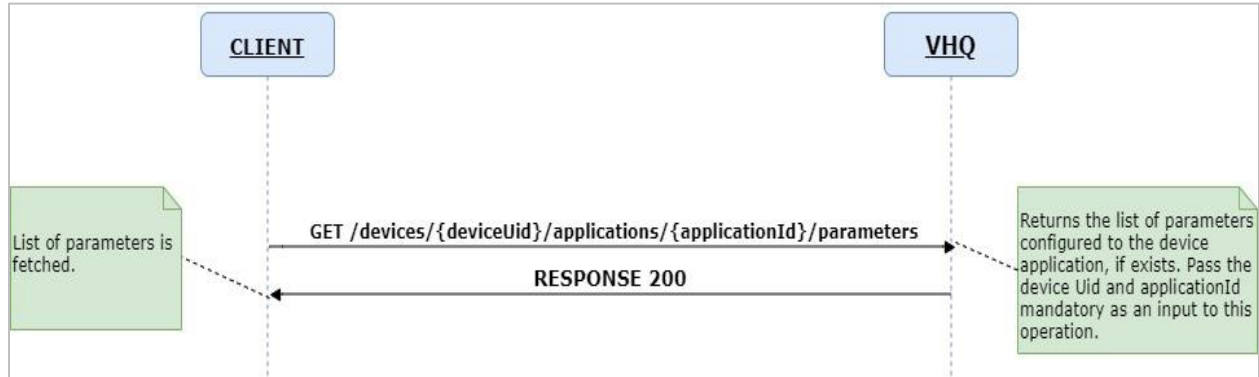 CLIENT
VHQ
GET /devices/{deviceUid}/applications/{applicationId}/parameters
RESPONSE 200
List of parameters is
fetched.
Returns the list of parameters
configured to the device
application, if exists. Pass the
device Uid and applicationId
mandatory as an input to this
operation.